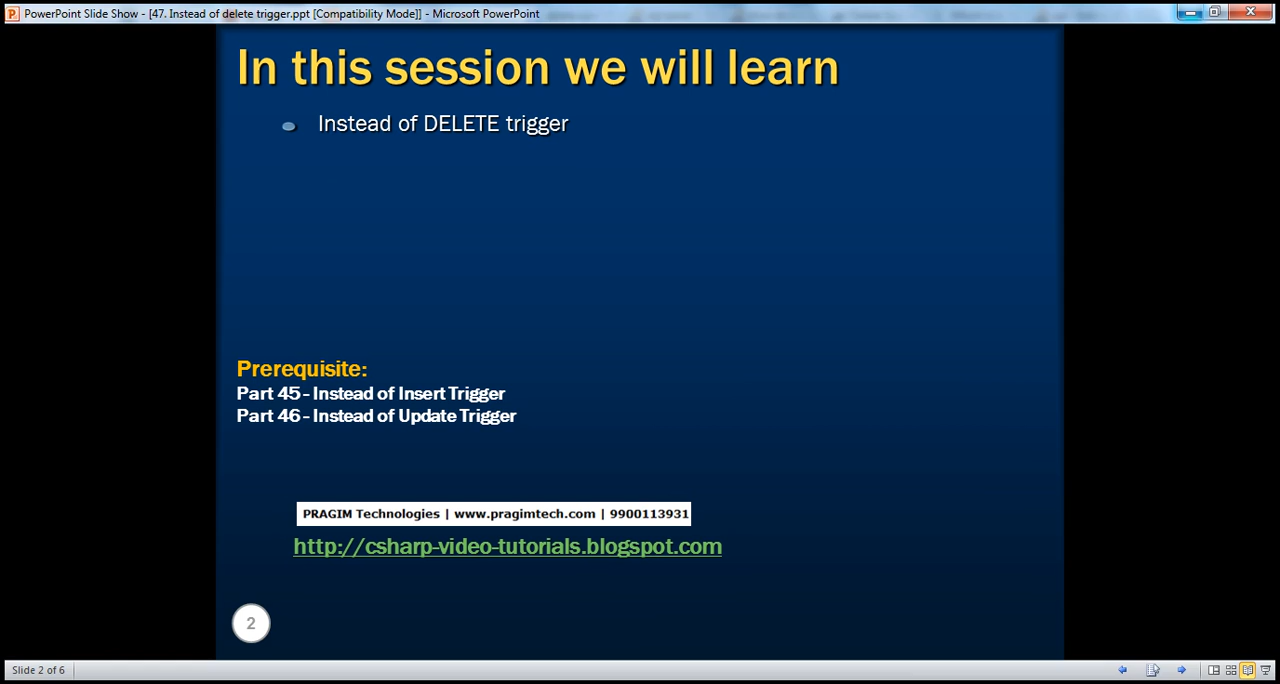 PowerPoint Slide Show - [47. Instead of delete trigger.ppt [Compatibility Mode]] - Microsoft PowerPoint
In this session we will learn
Instead of DELETE trigger
Prerequisite:
Part 45 - Instead of Insert Trigger
Part 46 - Instead of Update Trigger
PRAGIM Technologies | www.pragimtech.com | 9900113931
http://csharp-video-tutorials.blogspot.com
2
Slide 2 of 6